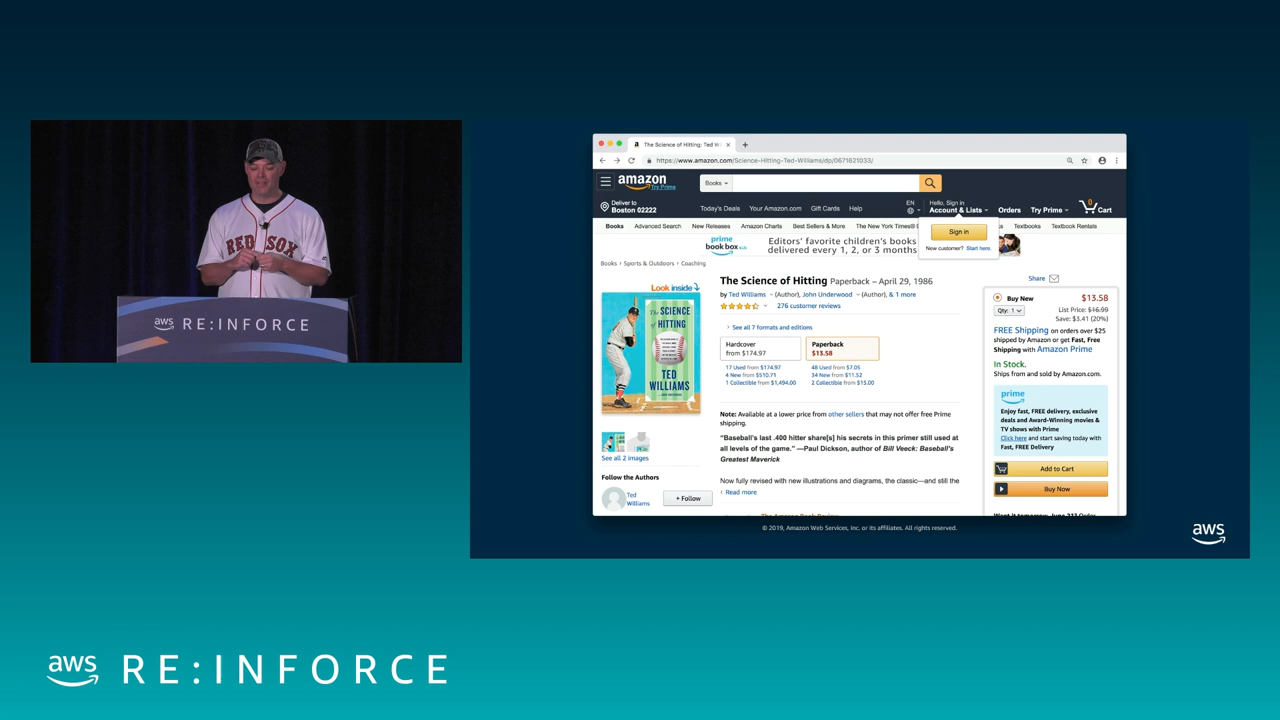 RED SOX
aws RE:INFORCE
The Science of Hitting: Ted W
https://www.amazon.com/Science-Hitting-Ted-Williams/dp/0671621033/
amazon
Try Prime
Books
Deliver to
Boston 02222
Today's Deals Your Amazon.com Gift Cards Help
EN
Hello, Sign in
Account & Lists
Orders
Try Prime
0
Cart
Books Advanced Search New Releases Amazon Charts Best Sellers & More The New York Times® Textbooks Textbook Rentals
Sign in
New customer? Start here.
prime
book box
Editors' favorite children's books
delivered every 1, 2, or 3 months
Books › Sports & Outdoors › Coaching
Look inside
The SCIENCE
of HITTING
TED
WILLIAMS
See all 2 images
Follow the Authors
Ted
Williams
+ Follow
The Science of Hitting Paperback – April 29, 1986
by Ted Williams (Author), John Underwood (Author), & 1 more
276 customer reviews
› See all 7 formats and editions
Hardcover
from $174.97
Paperback
$13.58
17 Used from $174.97
4 New from $510.71
1 Collectible from $1,494.00
48 Used from $7.05
34 New from $11.52
2 Collectible from $15.00
Note: Available at a lower price from other sellers that may not offer free Prime
shipping.
“Baseball's last .400 hitter share[s] his secrets in this primer still used at
all levels of the game.” —Paul Dickson, author of Bill Veeck: Baseball's
Greatest Maverick
Now fully revised with new illustrations and diagrams, the classic—and still the
Read more
Share
Buy New
$13.58
Qty: 1
List Price: $16.99
Save: $3.41 (20%)
FREE Shipping on orders over $25
shipped by Amazon or get Fast, Free
Shipping with Amazon Prime
In Stock.
Ships from and sold by Amazon.com.
prime
Enjoy fast, FREE delivery, exclusive
deals and Award-Winning movies &
TV shows with Prime
Click here and start saving today with
Fast, FREE Delivery
Add to Cart
Buy Now
© 2019, Amazon Web Services, Inc. or its affiliates. All rights reserved.
aws
aws RE:INFORCE